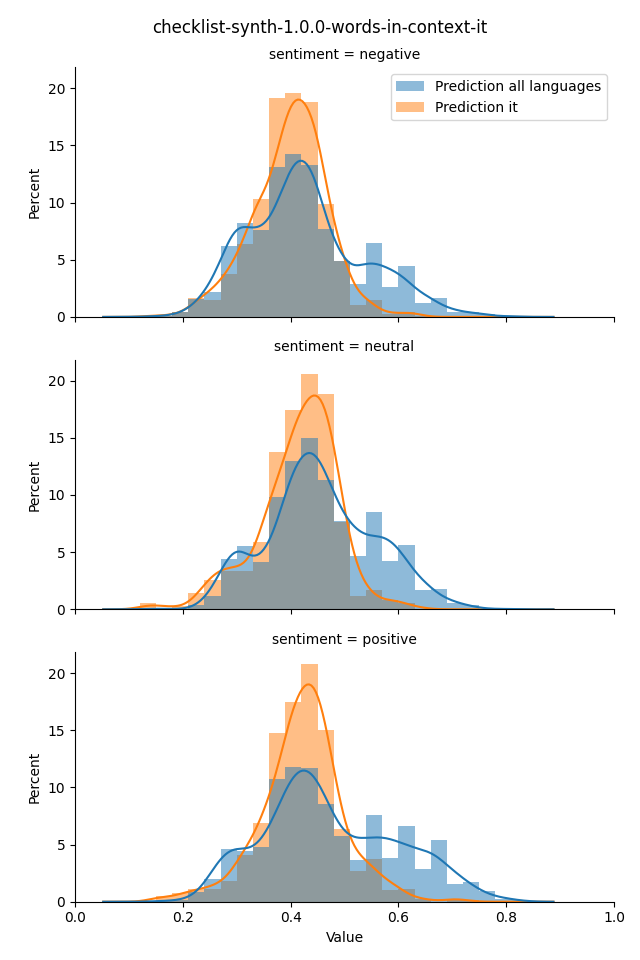 checklist-synth-1.0.0-words-in-context-it
sentiment = negative
20
15
10
5
0
Percent
Prediction all languages
Prediction it
sentiment = neutral
20
15
10
5
0
Percent
sentiment = positive
20
15
10
5
0
Percent
0.0 0.2 0.4 0.6 0.8 1.0
Value